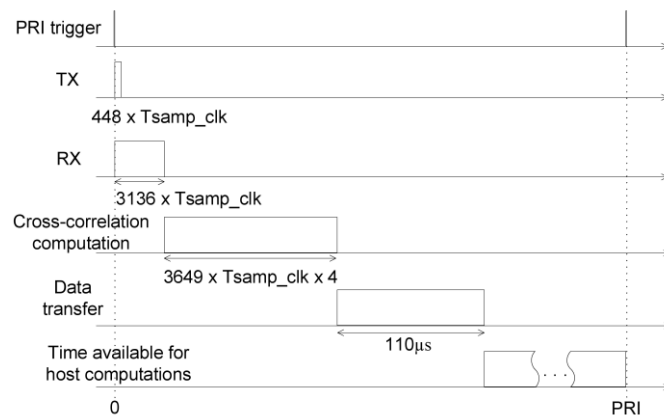 PRI trigger
TX
448 x Tsamp_clk
RX
3136 x Tsamp_clk
Cross-correlation
computation
3649 x Tsamp_clk x 4
Data
transfer
110µs
Time available for
host computations
. . .
0
PRI